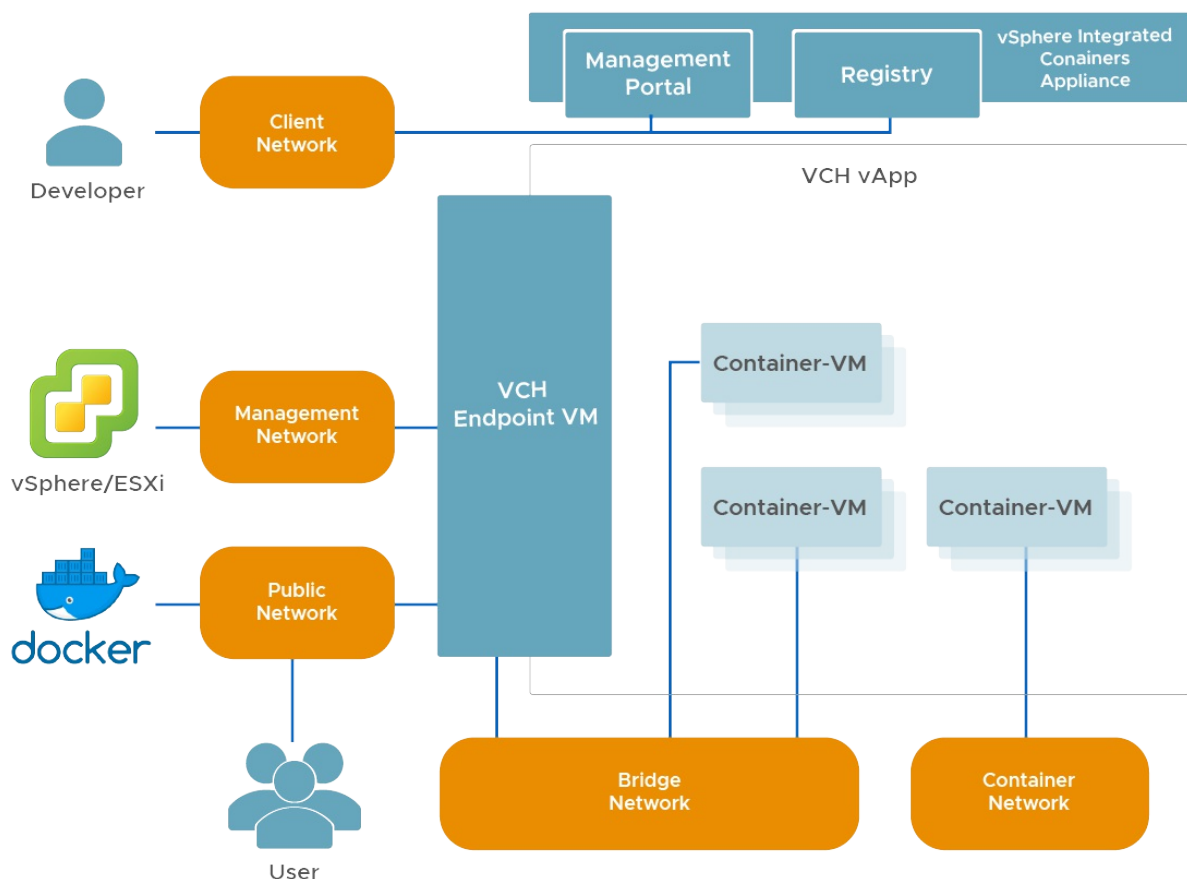 Management
Portal
Registry
vSphere Integrated
Conainers
Appliance
Client
Network
Developer
VCH vApp
VCH
Endpoint VM
Container-VM
Management
Network
vSphere/ESXi
Container-VM
Container-VM
Public
Network
docker
Bridge
Network
Container
Network
User